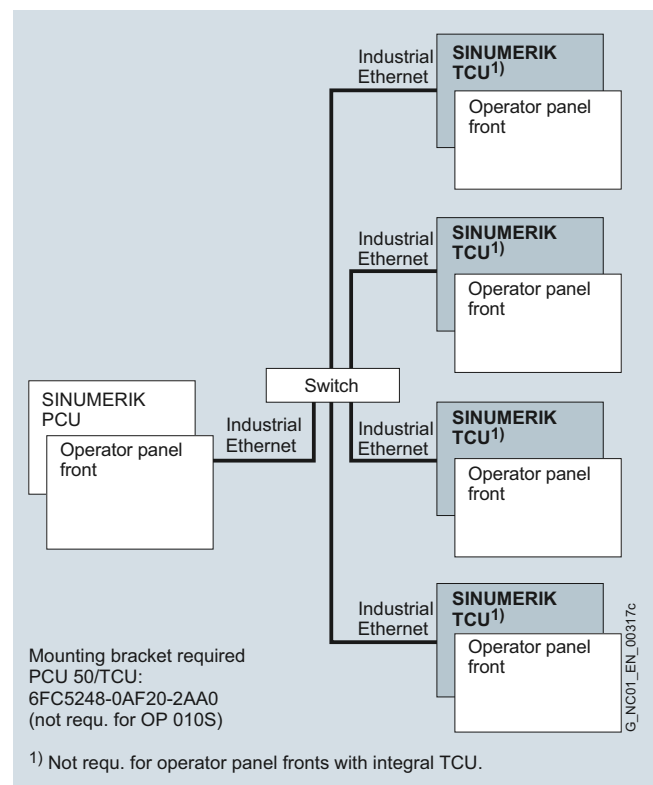 Industrial
Ethernet
SINUMERIK
TCU1)
Operator panel
front
Industrial
Ethernet
SINUMERIK
TCU1)
Operator panel
front
Switch
SINUMERIK
PCU
Operator panel
front
Industrial
Ethernet
Industrial
Ethernet
SINUMERIK
TCU1)
Operator panel
front
Industrial
Ethernet
SINUMERIK
TCU1)
Operator panel
front
G_NC01_EN_00317c
Mounting bracket required
PCU 50/TCU:
6FC5248-0AF20-2AA0
(not requ. for OP 010S)
1) Not requ. for operator panel fronts with integral TCU.